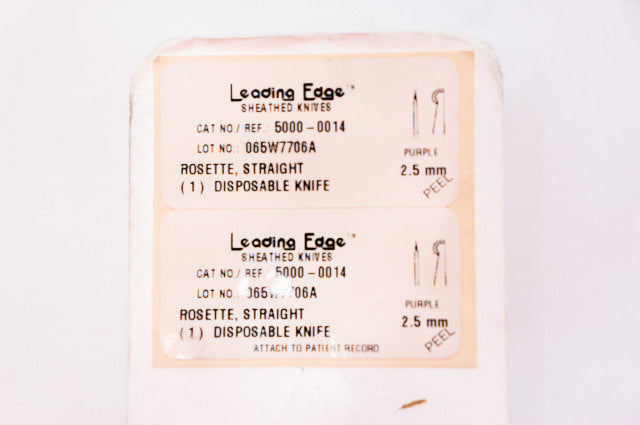 Leading Edge™
SHEATHED KNIVES
CAT NO./ REF.: 5000-0014
LOT NO.: 065W7706A
PURPLE
ROSETTE, STRAIGHT 2.5 mm
(1) DISPOSABLE KNIFE PEEL
Leading Edge™
SHEATHED KNIVES
CAT NO./ REF.: 5000-0014
LOT NO.: 065W7706A
PURPLE
ROSETTE, STRAIGHT 2.5 mm
(1) DISPOSABLE KNIFE PEEL
ATTACH TO PATIENT RECORD